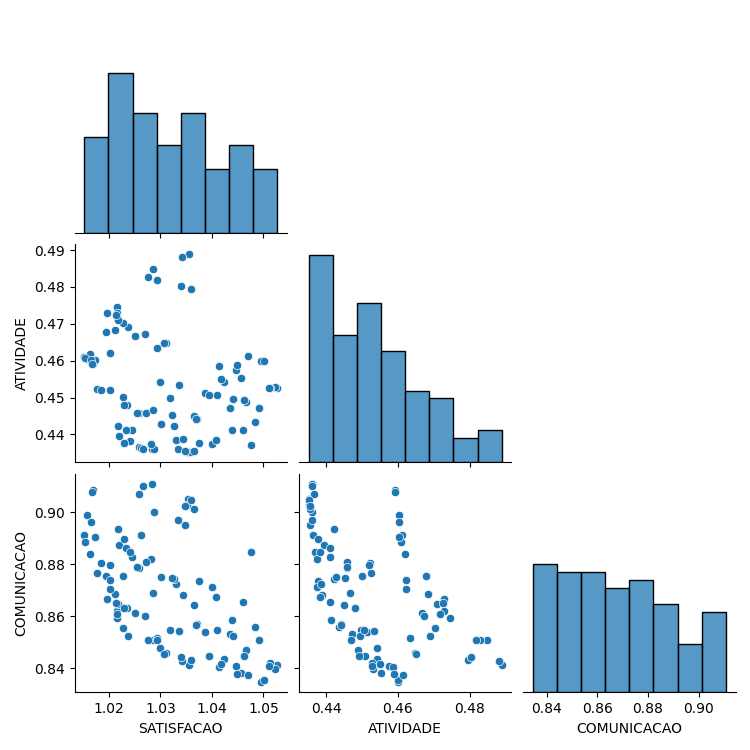 0.49
0.48
0.47
0.46
0.45
0.44
ATIVIDADE
0.90
0.88
0.86
0.84
COMUNICACAO
1.02 1.03 1.04 1.05
SATISFACAO
0.44 0.46 0.48
ATIVIDADE
0.84 0.86 0.88 0.90
COMUNICACAO